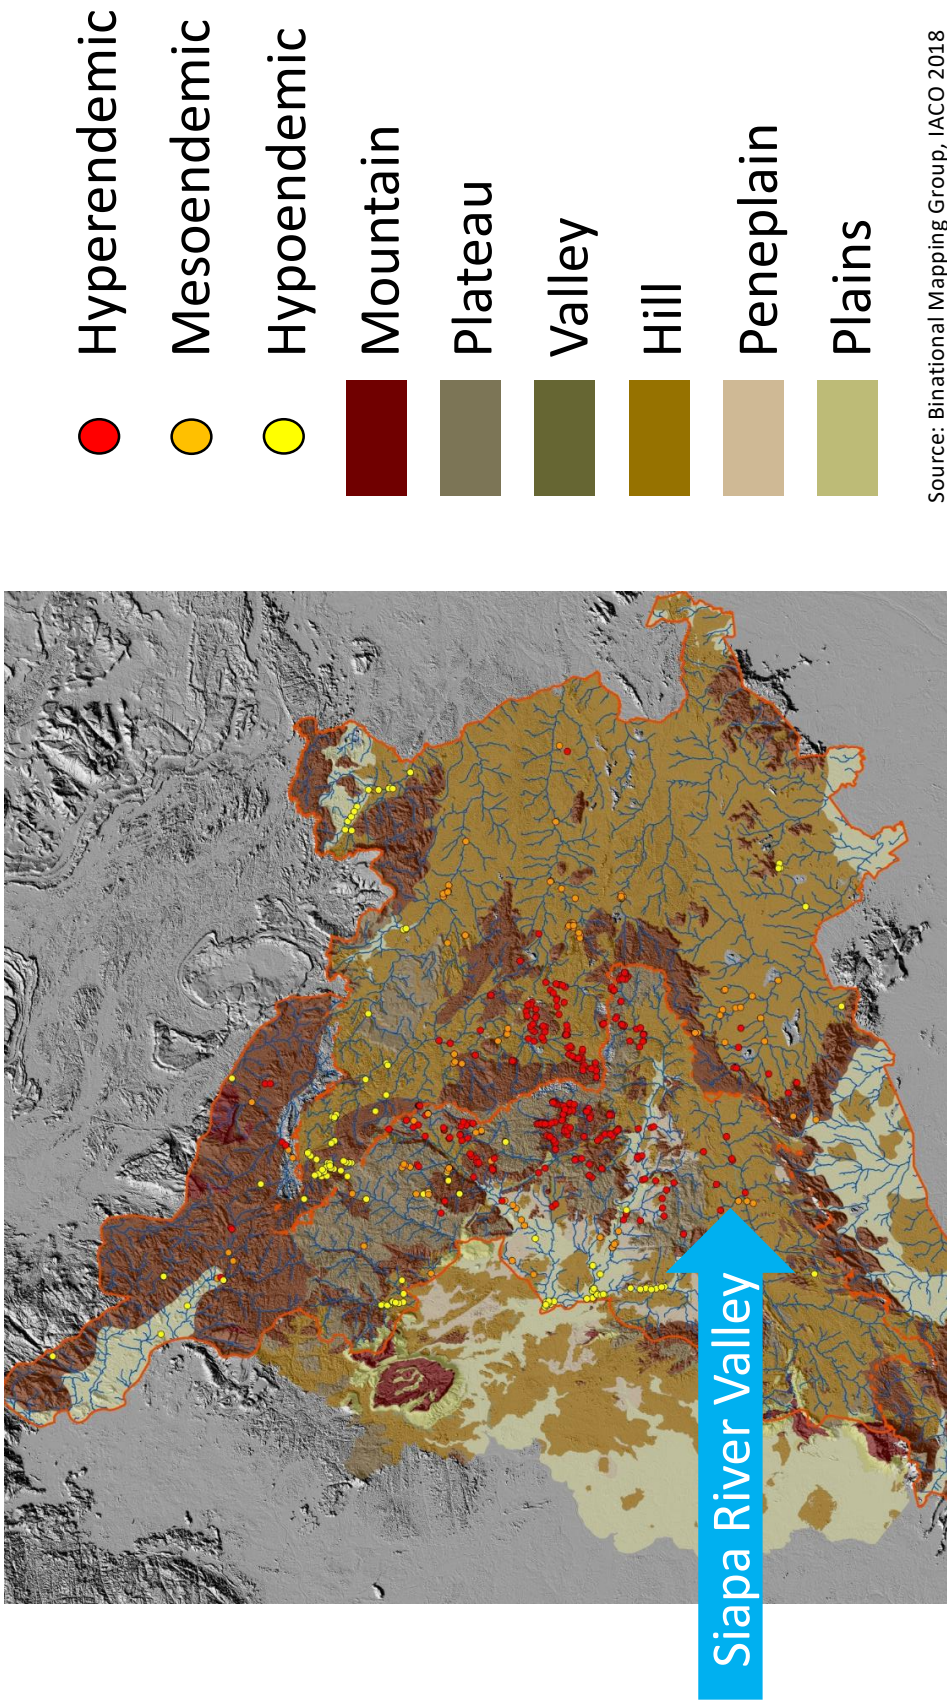 Hyperendemic
Mesoendemic
Hypoendemic
Mountain
Plateau
Valley
Hill
Peneplain
Plains
Source: Binational Mapping Group, IACO 2018
Siapa River Valley